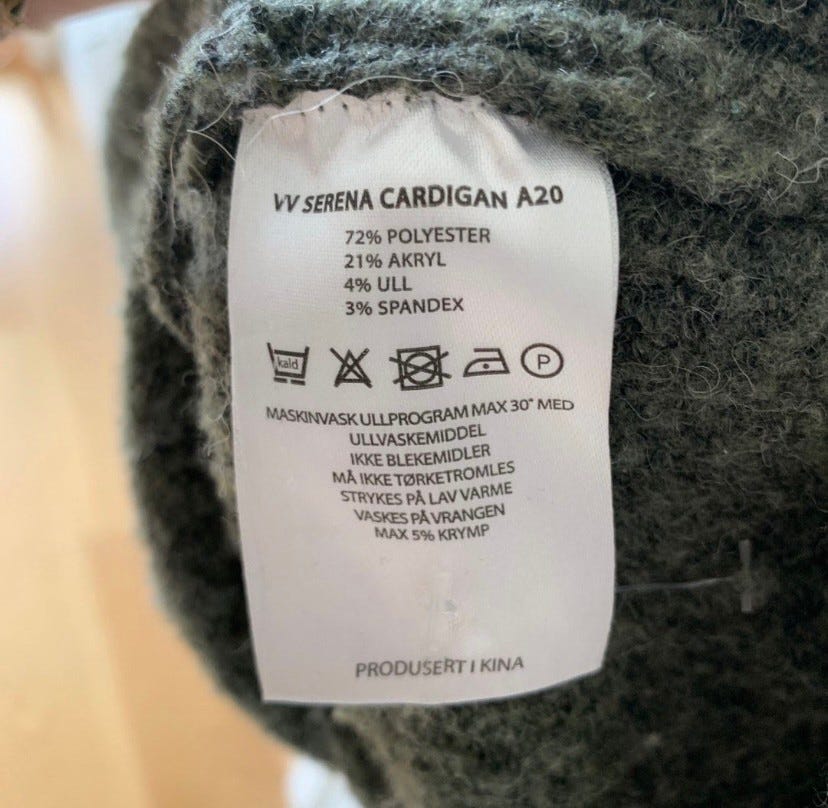 VV SERENA CARDIGAN A20
72% POLYESTER
21% AKRYL
4% ULL
3% SPANDEX
kald
P
MASKINVASK ULLPROGRAM MAX 30° MED
ULLVASKEMIDDEL
IKKE BLEKEMIDLER
MÅ IKKE TØRKETROMLES
STRYKES PÅ LAV VARME
VASKES PÅ VRANGEN
MAX 5% KRYMP
PRODUSERT I KINA